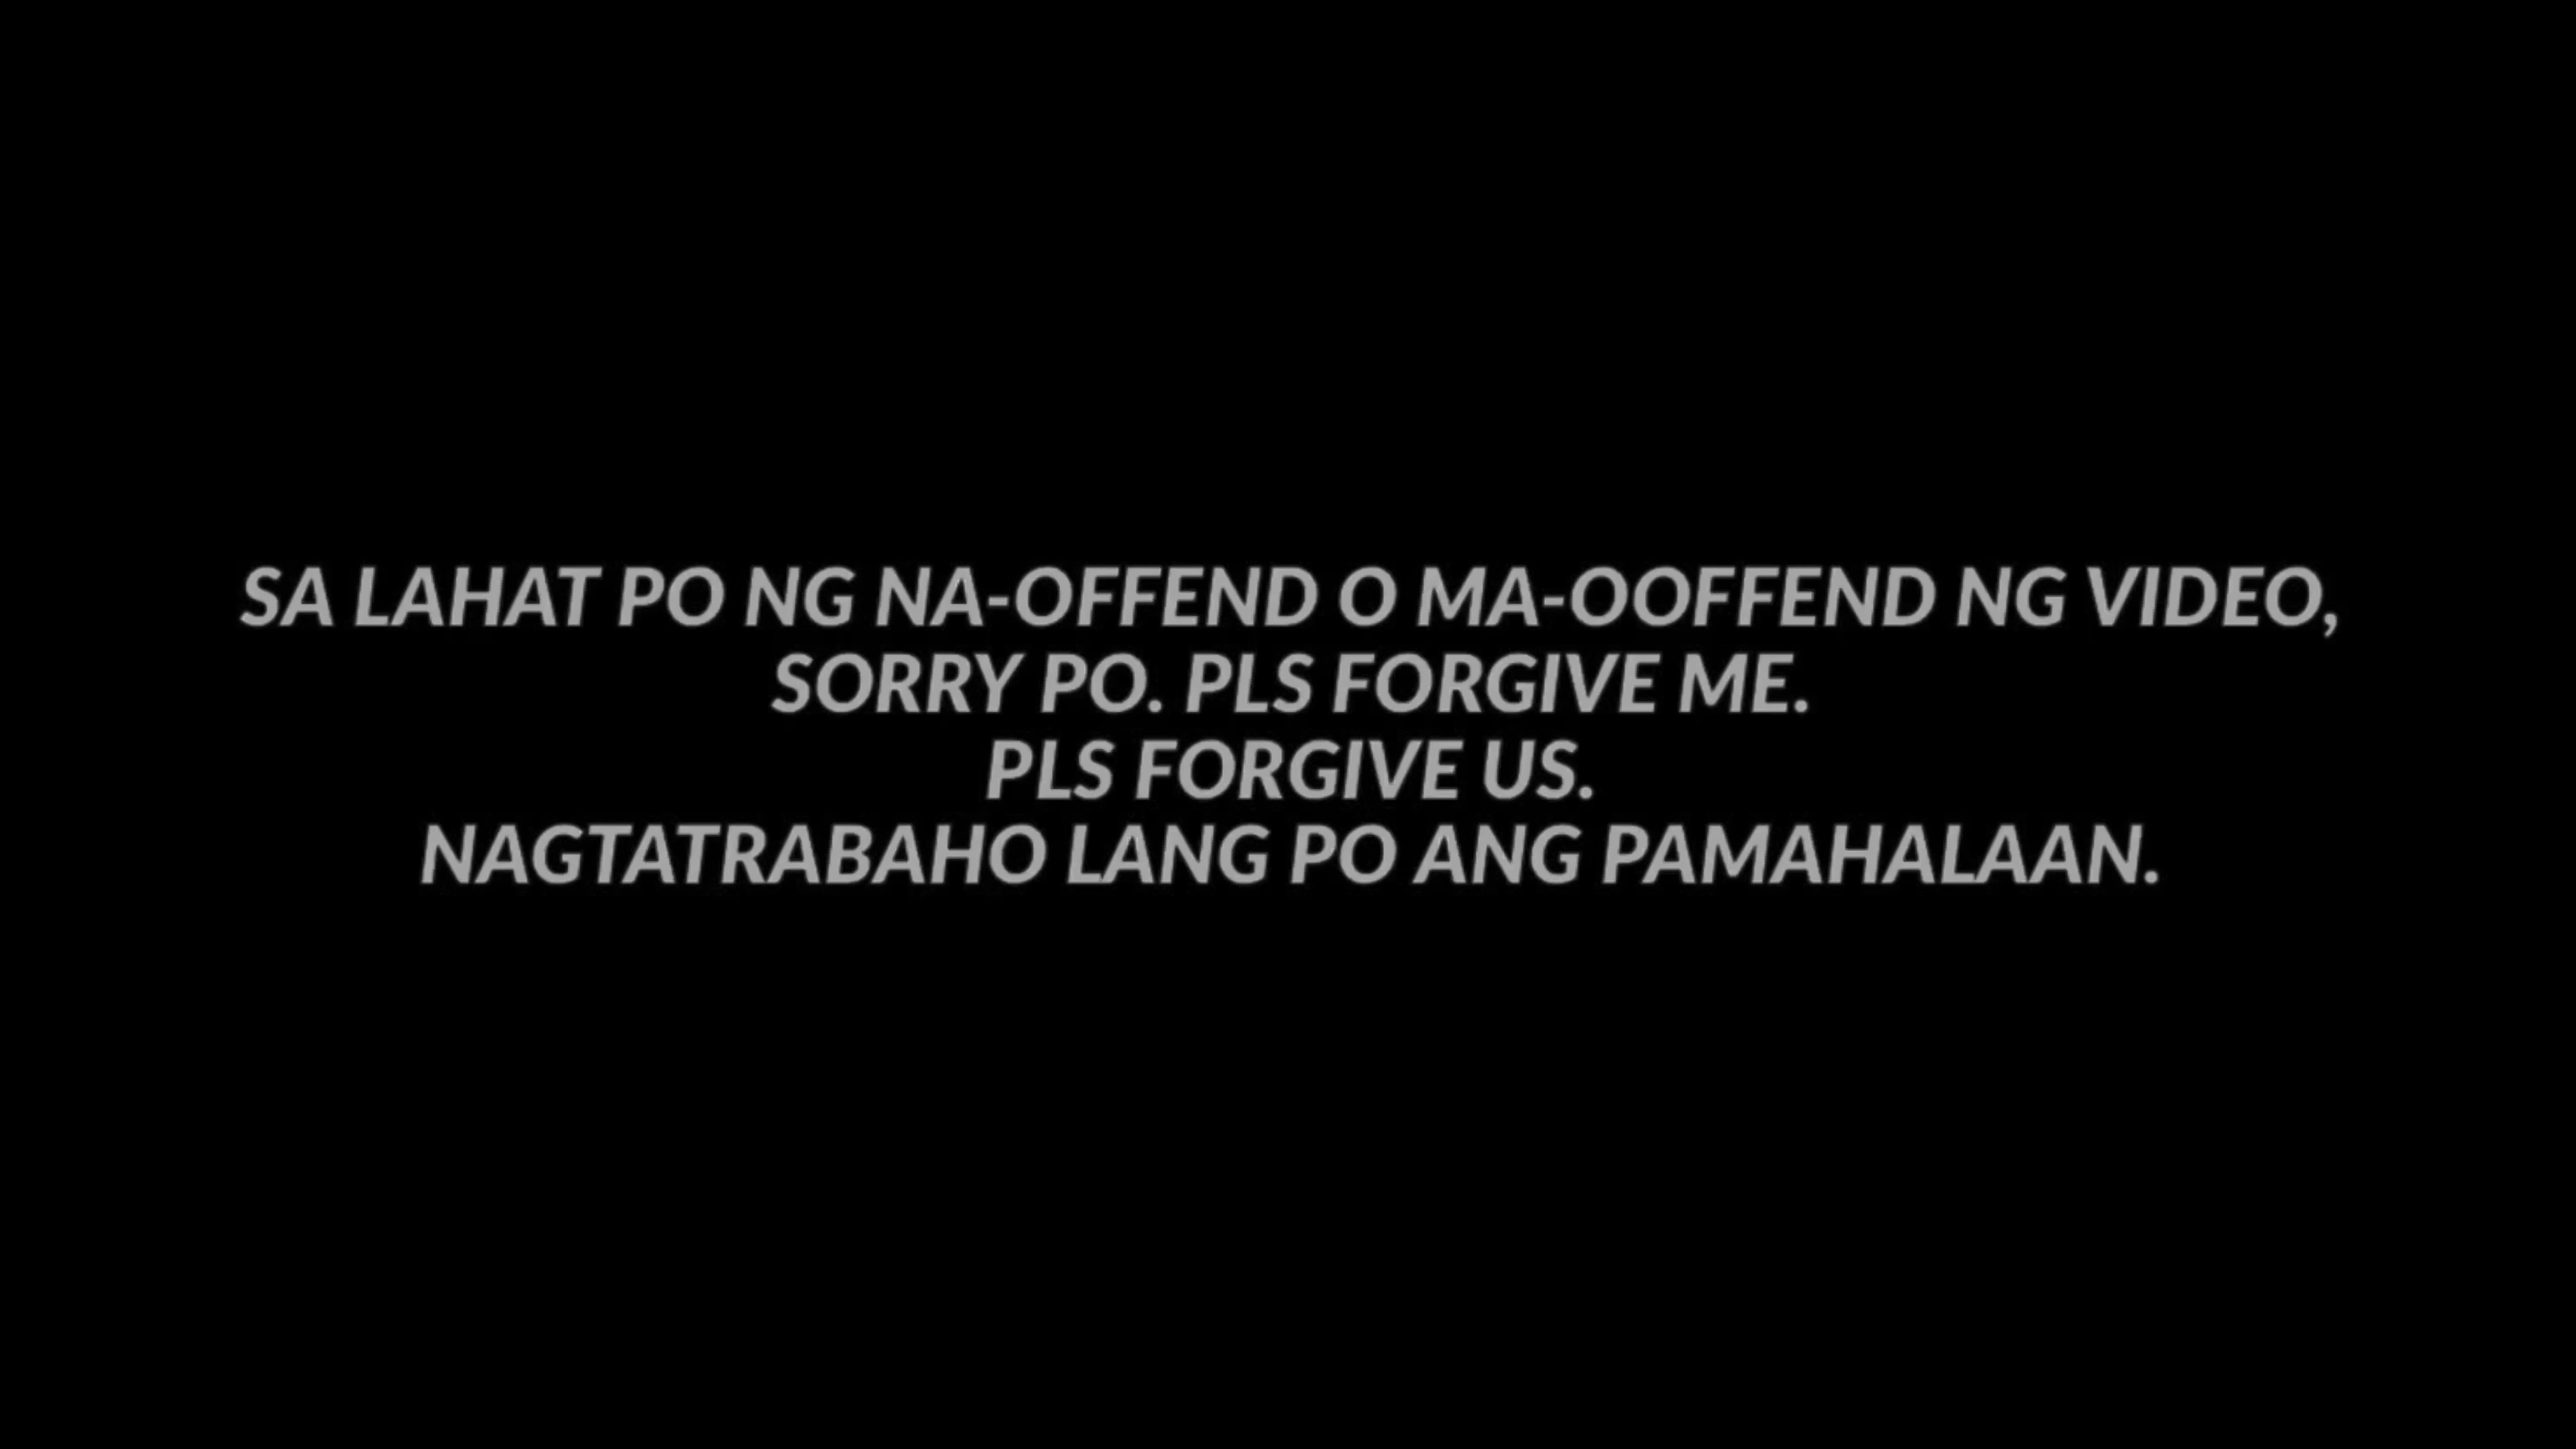 SA LAHAT PO NG NA-OFFEND O MA-OOFFEND NG VIDEO,
SORRY PO. PLS FORGIVE ME.
PLS FORGIVE US.
NAGTATRABAHO LANG PO ANG PAMAHALAAN.